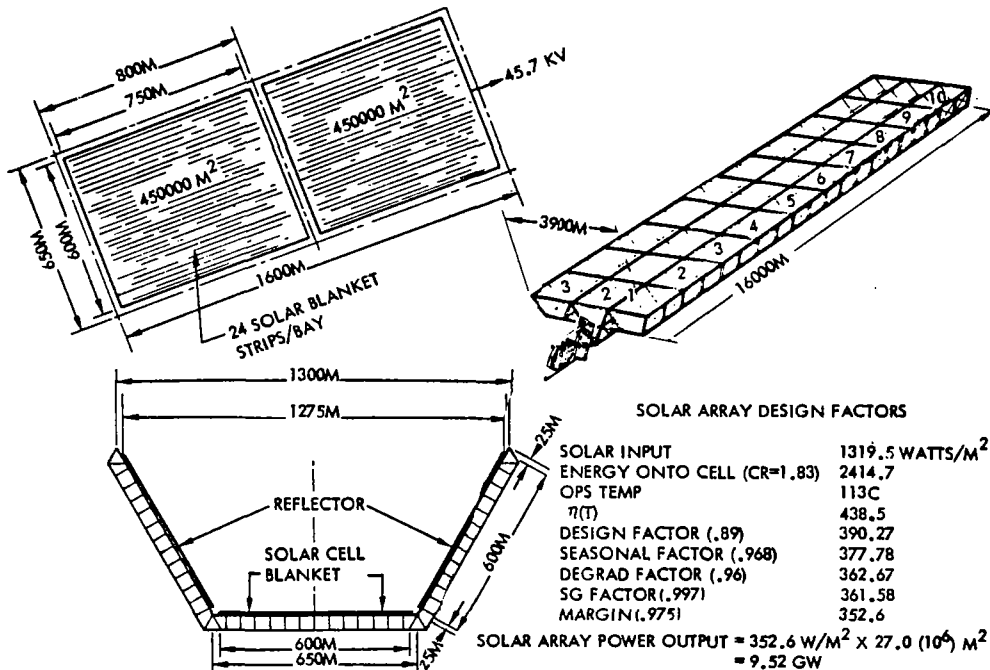 800M
750M
450000 M²
450000 M²
45.7 KV
650M
600M
1600M
24 SOLAR BLANKET
STRIPS/BAY
3900M
16000M
3
2
1
2
3
4
5
6
7
8
9
10
1300M
1275M
25M
REFLECTOR
SOLAR CELL
BLANKET
600M
600M
650M
25M
SOLAR ARRAY DESIGN FACTORS
SOLAR INPUT 1319.5 WATTS/M²
ENERGY ONTO CELL (CR=1.83) 2414.7
OPS TEMP 113C
η(T) 438.5
DESIGN FACTOR (.89) 390.27
SEASONAL FACTOR (.968) 377.78
DEGRAD FACTOR (.96) 362.67
SG FACTOR(.997) 361.58
MARGIN(.975) 352.6
SOLAR ARRAY POWER OUTPUT = 352.6 W/M² X 27.0 (10⁶) M²
= 9.52 GW